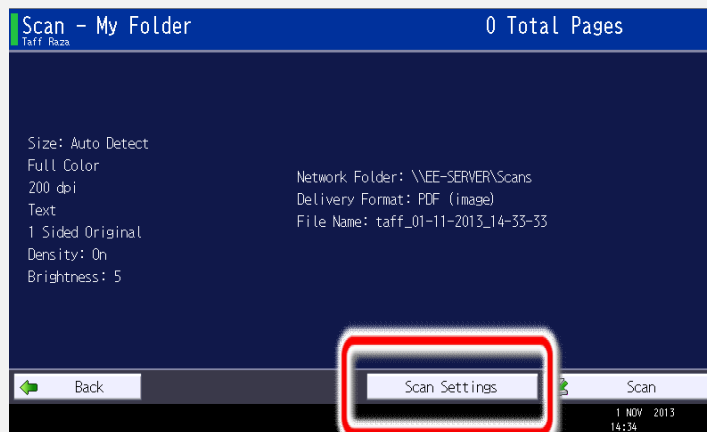 Scan - My Folder
0 Total Pages
Taff Raza
Size: Auto Detect
Full Color
200 dpi
Text
1 Sided Original
Density: On
Brightness: 5
Network Folder: \\EE-SERVER\Scans
Delivery Format: PDF (image)
File Name: taff_01-11-2013_14-33-33
Back
Scan Settings
Scan
1 NOV 2013
14:34